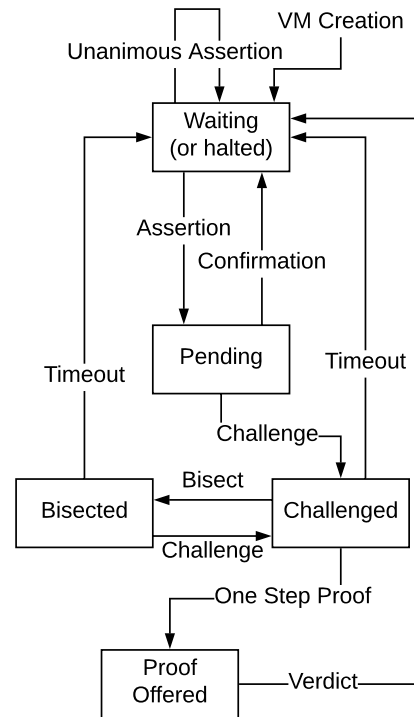 VM Creation
Unanimous Assertion
Waiting
(or halted)
Assertion
Confirmation
Pending
Timeout
Timeout
Challenge
Bisect
Bisected
Challenged
Challenge
One Step Proof
Proof
Offered
Verdict